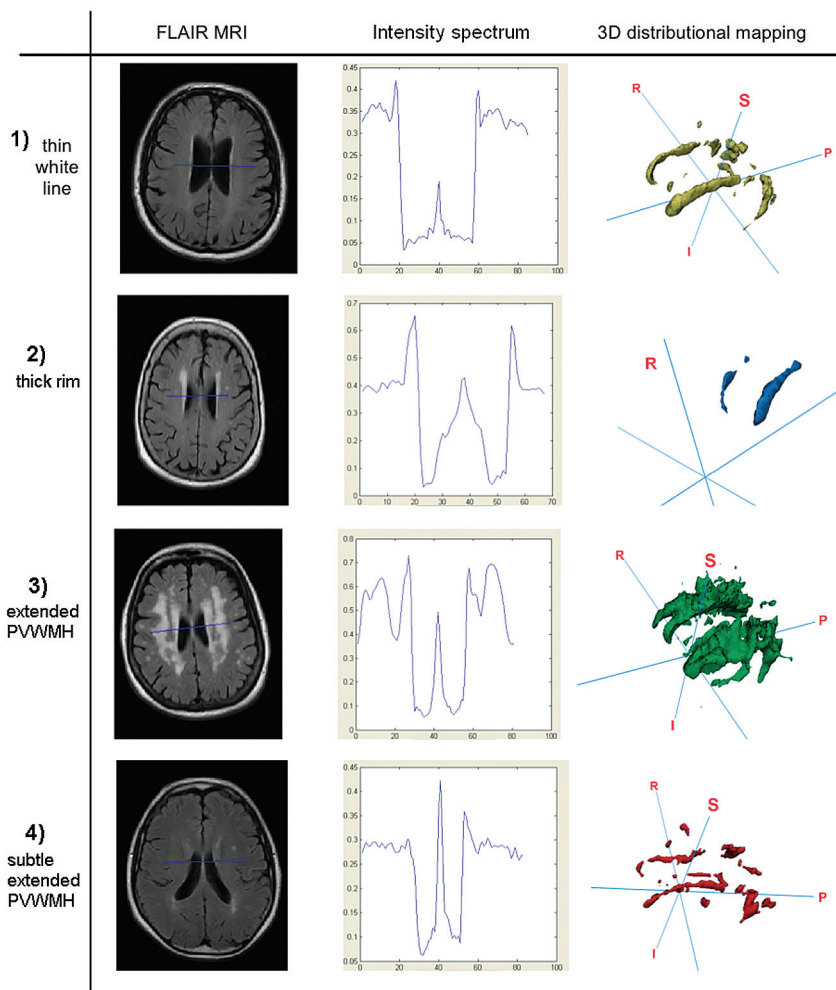 FLAIR MRI Intensity spectrum 3D distributional mapping
1) thin
white
line
0.45
0.4
0.35
0.3
0.25
0.2
0.15
0.1
0.05
0
0 20 40 60 80 100
R
S
P
I
2)
thick rim
0.7
0.6
0.5
0.4
0.3
0.2
0.1
0
0 10 20 30 40 50 60 70
R
3)
extended
PVWMH
0.8
0.7
0.6
0.5
0.4
0.3
0.2
0.1
0
0 20 40 60 80 100
R
S
P
I
4)
subtle
extended
PVWMH
0.45
0.4
0.35
0.3
0.25
0.2
0.15
0.1
0.05
0 20 40 60 80 100
R
S
P
I